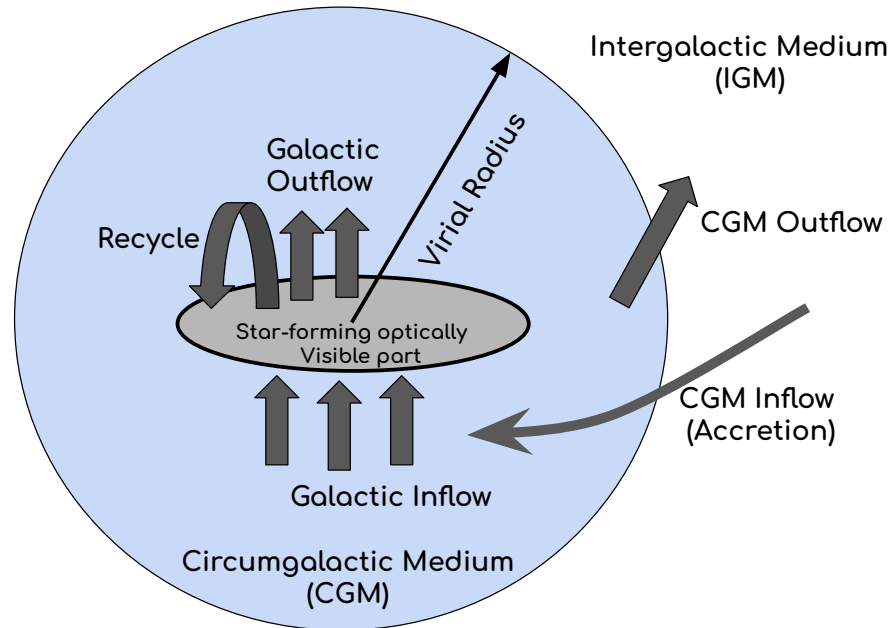 Intergalactic Medium
(IGM)
Galactic
Outflow
Virial Radius
Recycle
CGM Outflow
Star-forming optically
Visible part
CGM Inflow
(Accretion)
Galactic Inflow
Circumgalactic Medium
(CGM)